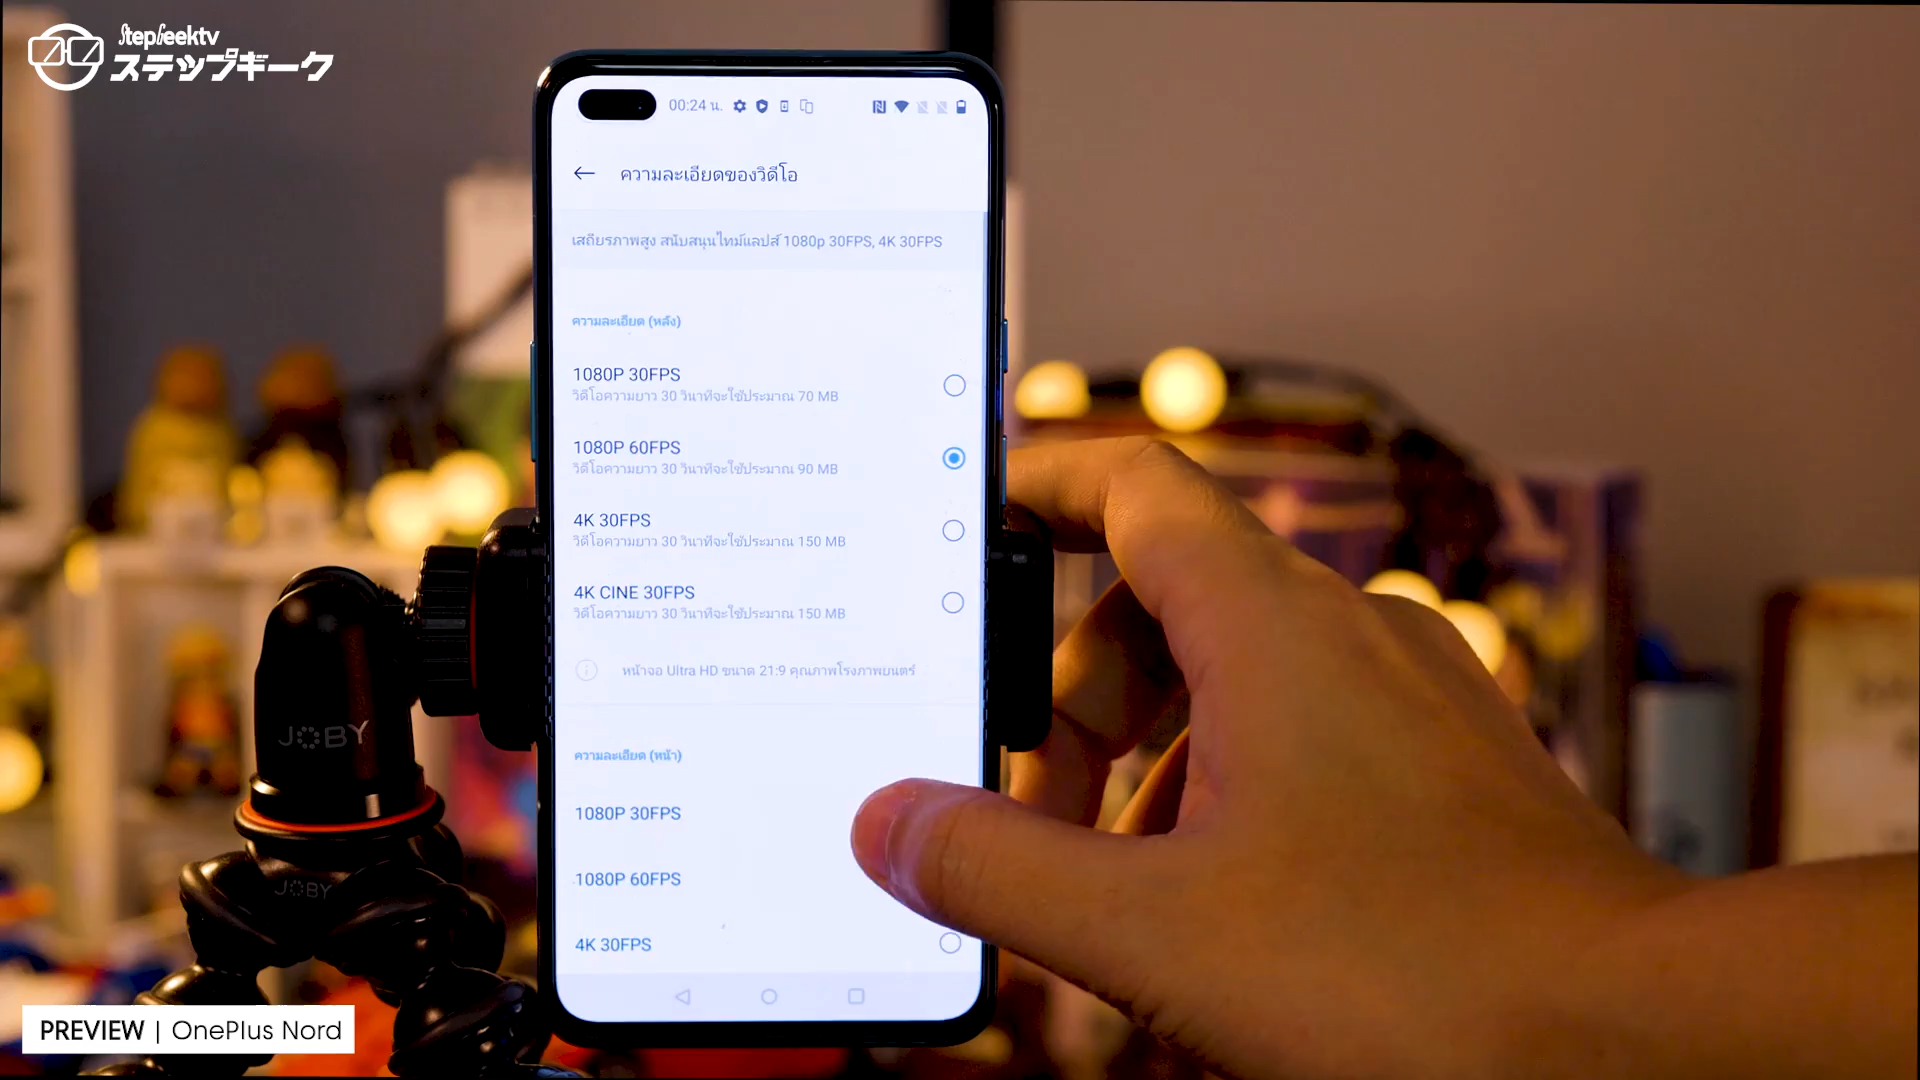 StepGeektv
ステップギーク
00:24 น.
ความละเอียดของวิดีโอ
เสถียรภาพสูง สนับสนุนไทม์แลปส์ 1080p 30FPS, 4K 30FPS
ความละเอียด (หลัง)
1080P 30FPS
วิดีโอความยาว 30 วินาทีจะใช้ประมาณ 70 MB
1080P 60FPS
วิดีโอความยาว 30 วินาทีจะใช้ประมาณ 90 MB
4K 30FPS
วิดีโอความยาว 30 วินาทีจะใช้ประมาณ 150 MB
4K CINE 30FPS
วิดีโอความยาว 30 วินาทีจะใช้ประมาณ 150 MB
หน้าจอ Ultra HD ขนาด 21:9 คุณภาพโรงภาพยนตร์
ความละเอียด (หน้า)
1080P 30FPS
1080P 60FPS
4K 30FPS
JOBY
JOBY
PREVIEW | OnePlus Nord